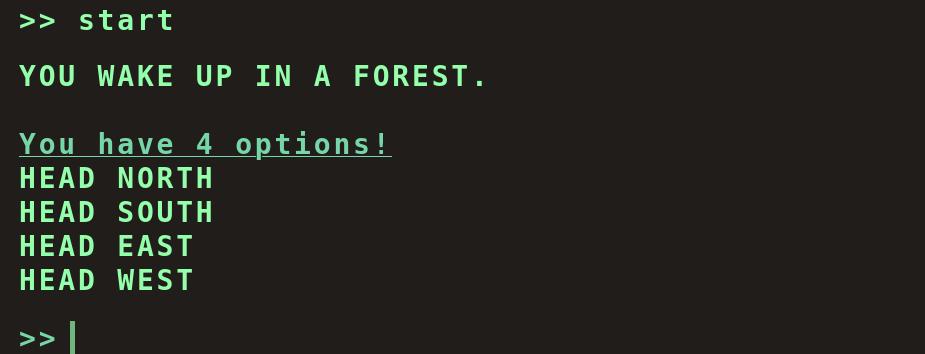 >> start
YOU WAKE UP IN A FOREST.
You have 4 options!
HEAD NORTH
HEAD SOUTH
HEAD EAST
HEAD WEST
>>